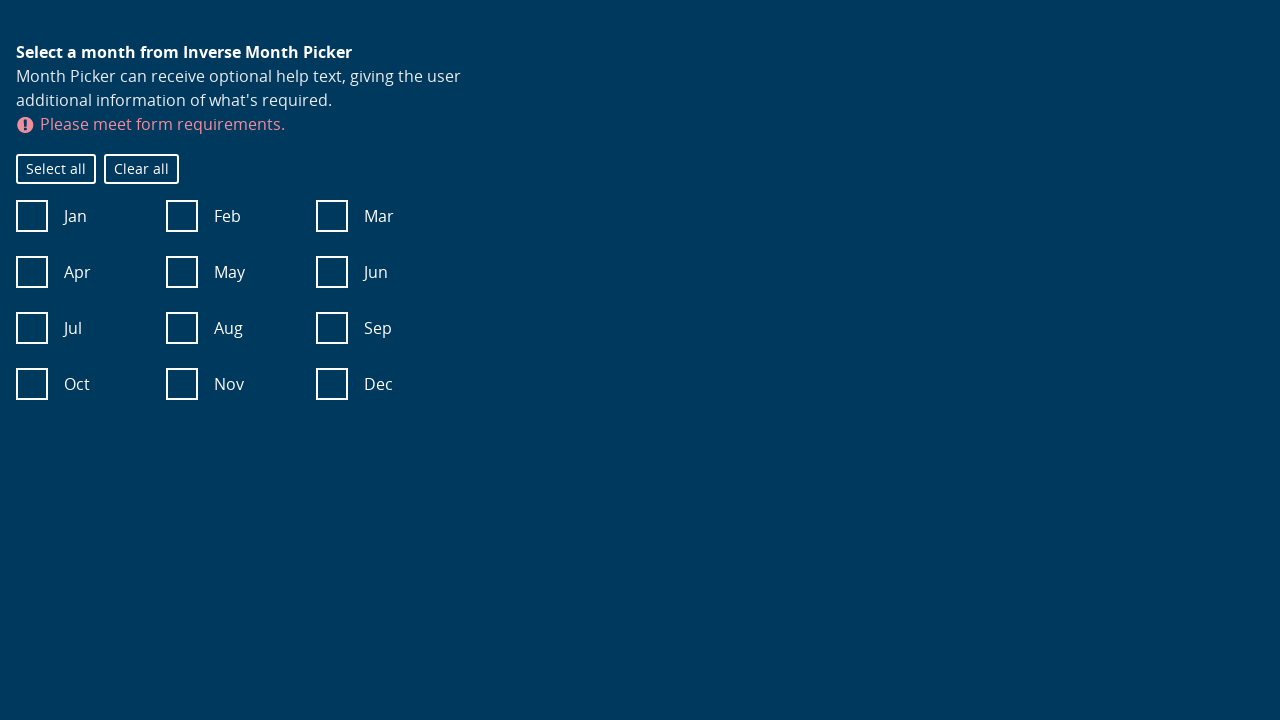 Select a month from Inverse Month Picker
Month Picker can receive optional help text, giving the user
additional information of what's required.
Please meet form requirements.
Select all Clear all
Jan Feb Mar
Apr May Jun
Jul Aug Sep
Oct Nov Dec